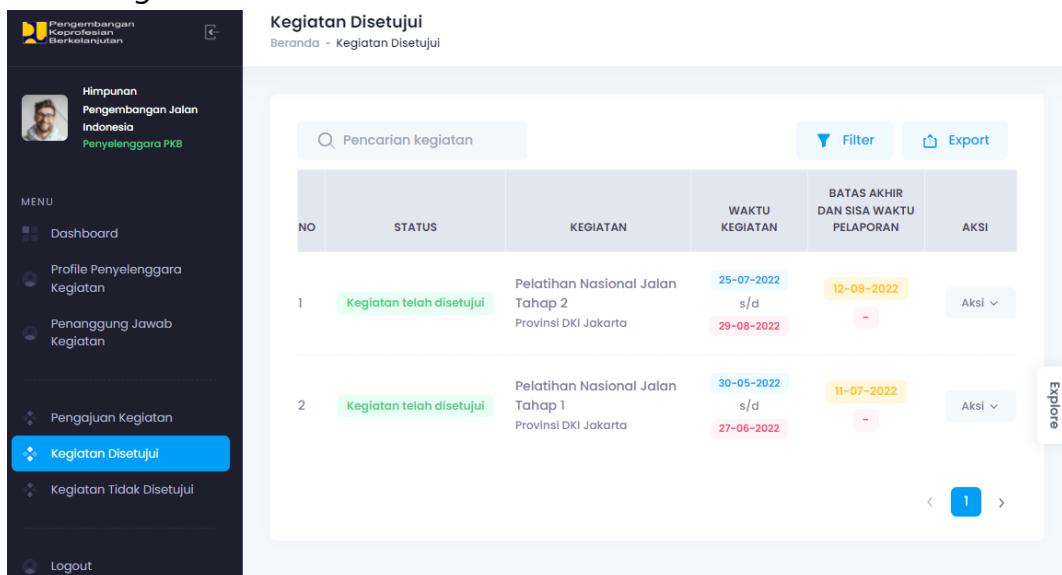 Pengembangan
Keprofesian
Berkelanjutan
Himpunan
Pengembangan Jalan
Indonesia
Penyelenggara PKB
MENU
Dashboard
Profile Penyelenggara
Kegiatan
Penanggung Jawab
Kegiatan
Pengajuan Kegiatan
Kegiatan Disetujui
Kegiatan Tidak Disetujui
Logout
Kegiatan Disetujui
Beranda - Kegiatan Disetujui
Pencarian kegiatan
Filter
Export
NO
STATUS
KEGIATAN
WAKTU
KEGIATAN
BATAS AKHIR
DAN SISA WAKTU
PELAPORAN
AKSI
1
Kegiatan telah disetujui
Pelatihan Nasional Jalan
Tahap 2
Provinsi DKI Jakarta
25-07-2022
s/d
29-08-2022
12-09-2022
-
Aksi
2
Kegiatan telah disetujui
Pelatihan Nasional Jalan
Tahap 1
Provinsi DKI Jakarta
30-05-2022
s/d
27-06-2022
11-07-2022
-
Aksi
1
Explore